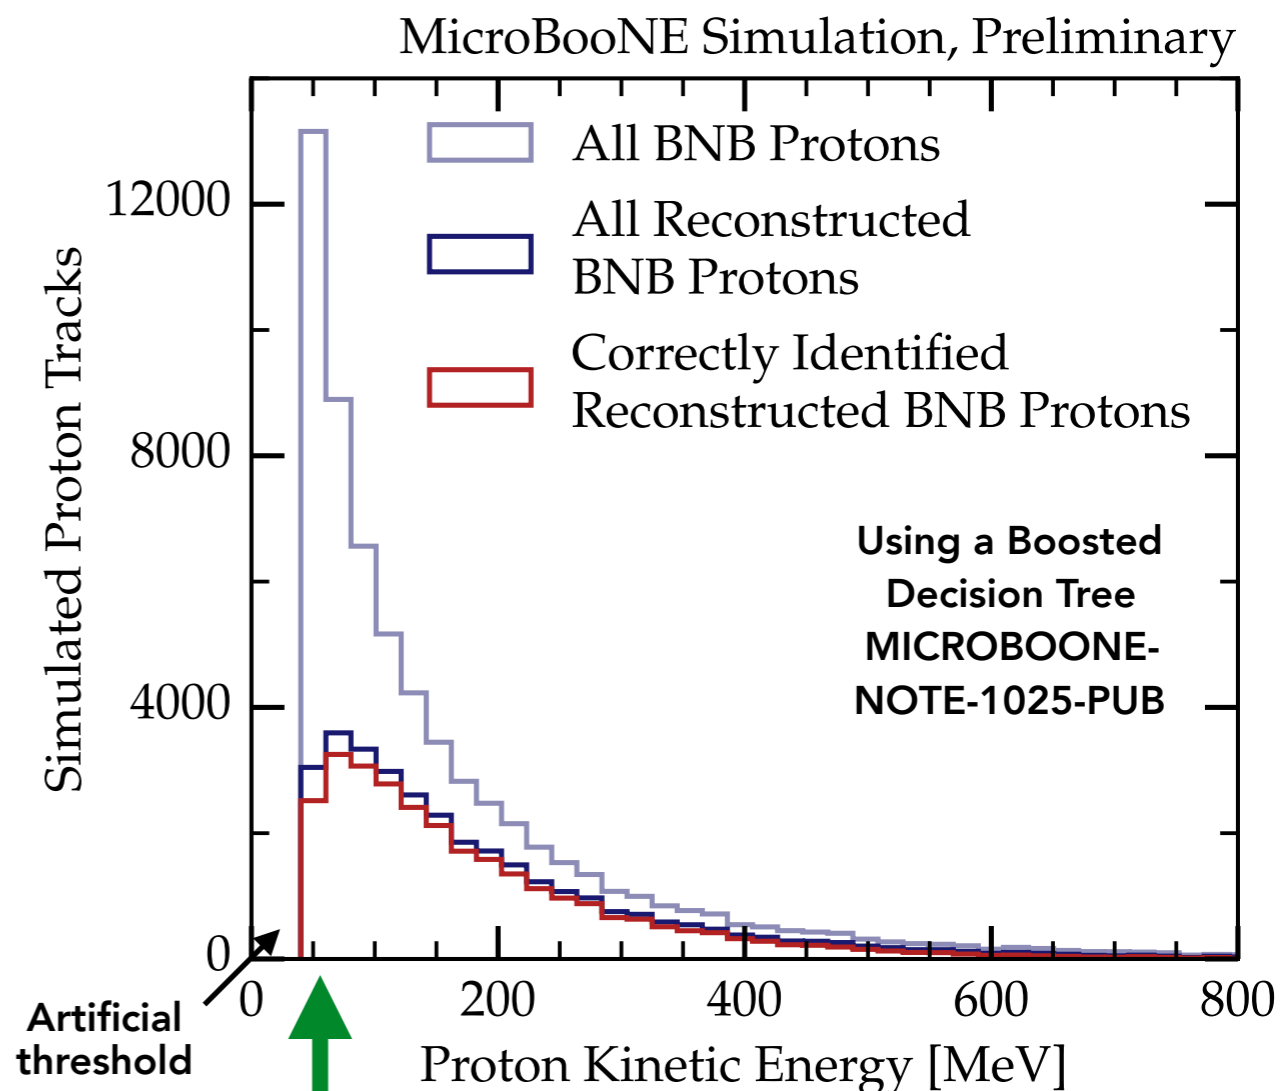 MicroBooNE Simulation, Preliminary
All BNB Protons
All Reconstructed
BNB Protons
Correctly Identified
Reconstructed BNB Protons
Using a Boosted
Decision Tree
MICROBOONE-
NOTE-1025-PUB
Simulated Proton Tracks
12000
8000
4000
0
0 200 400 600 800
Proton Kinetic Energy [MeV]
Artificial
threshold